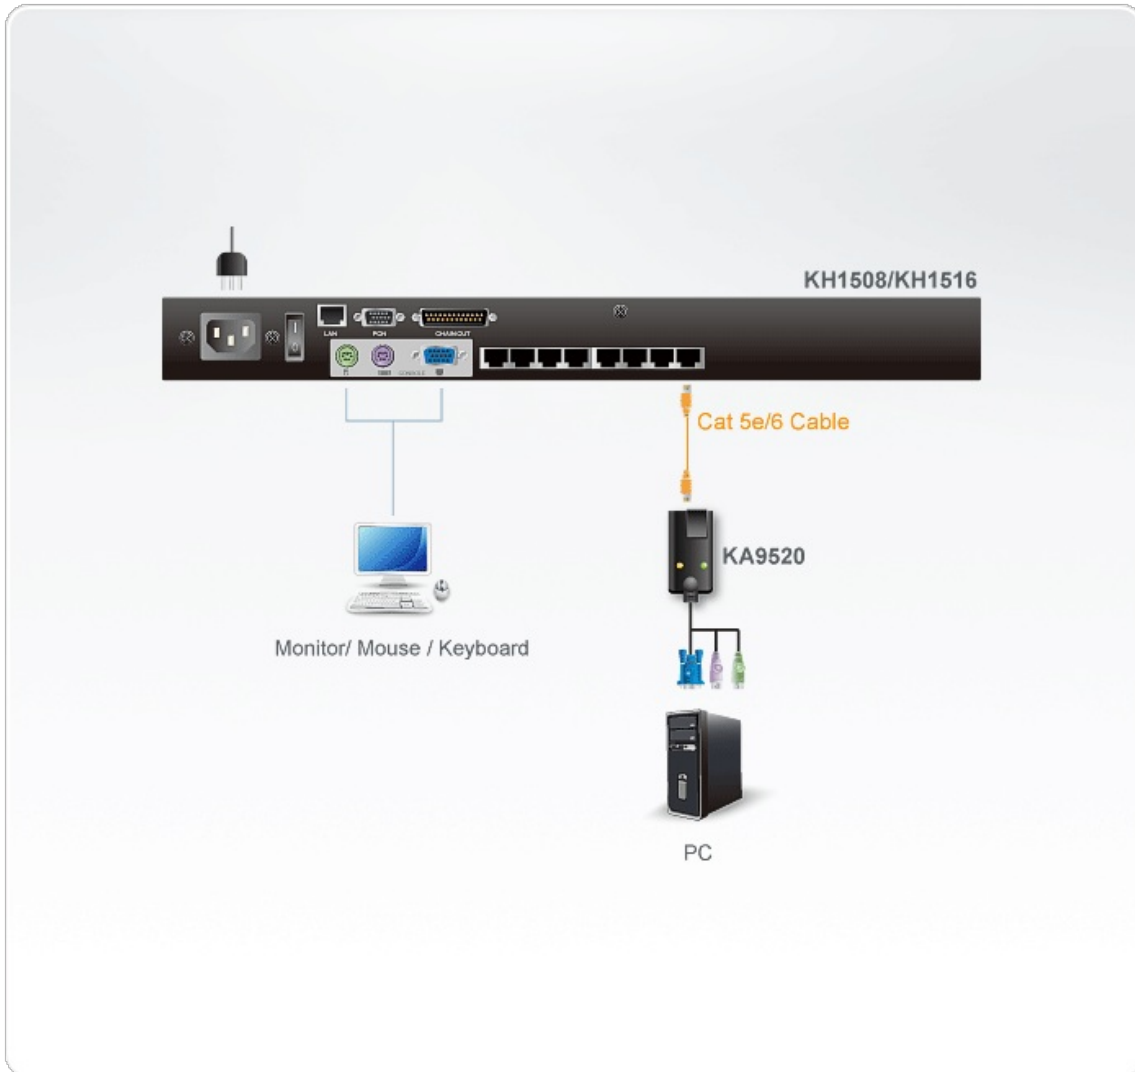 KH1508/KH1516
LAN
PON
CHAIN OUT
CONSOLE
Cat 5e/6 Cable
KA9520
Monitor/ Mouse / Keyboard
PC